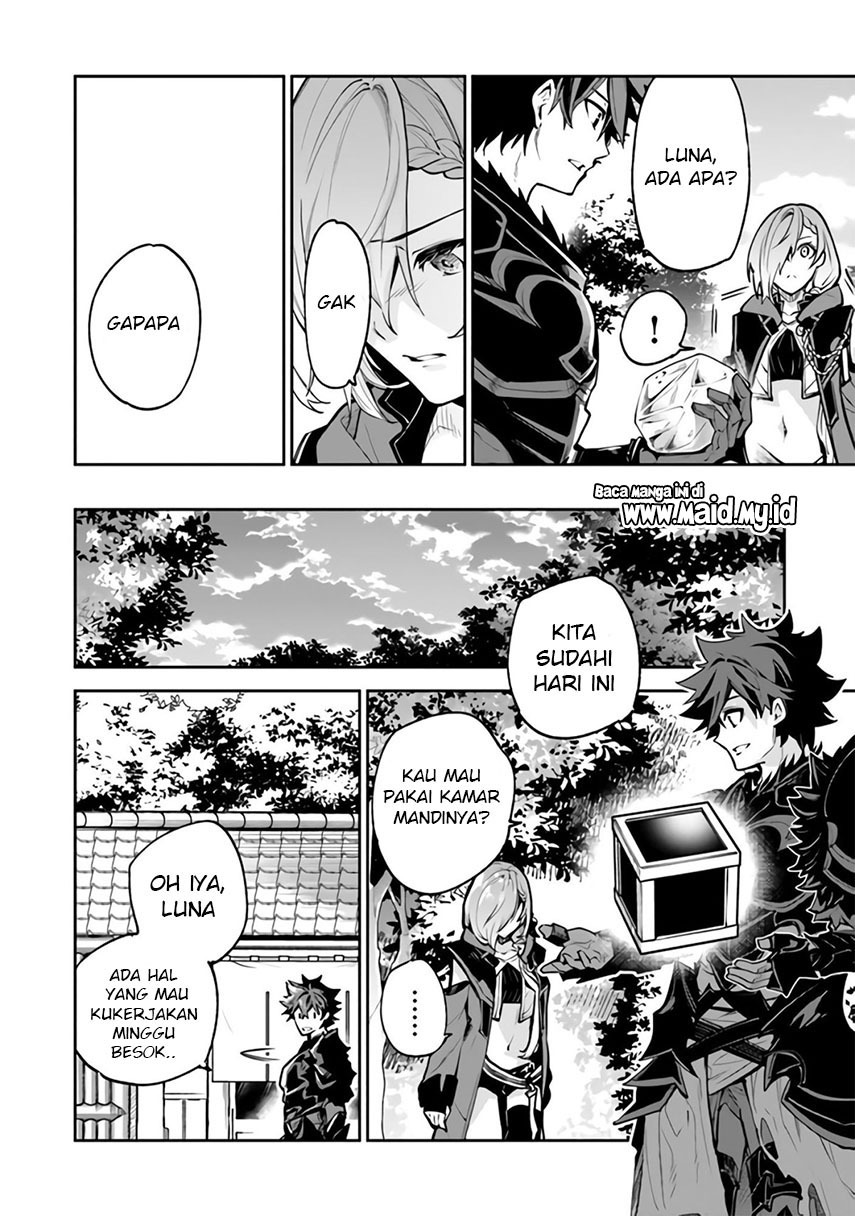 LUNA,
ADA APA?
!
GAK
GAPAPA
Baca Manga ini di
www.Maid.my.id
KITA
SUDAHI
HARI INI
KAU MAU
PAKAI KAMAR
MANDINYA?
......
OH IYA,
LUNA
ADA HAL
YANG MAU
KUKERJAKAN
MINGGU
BESOK..